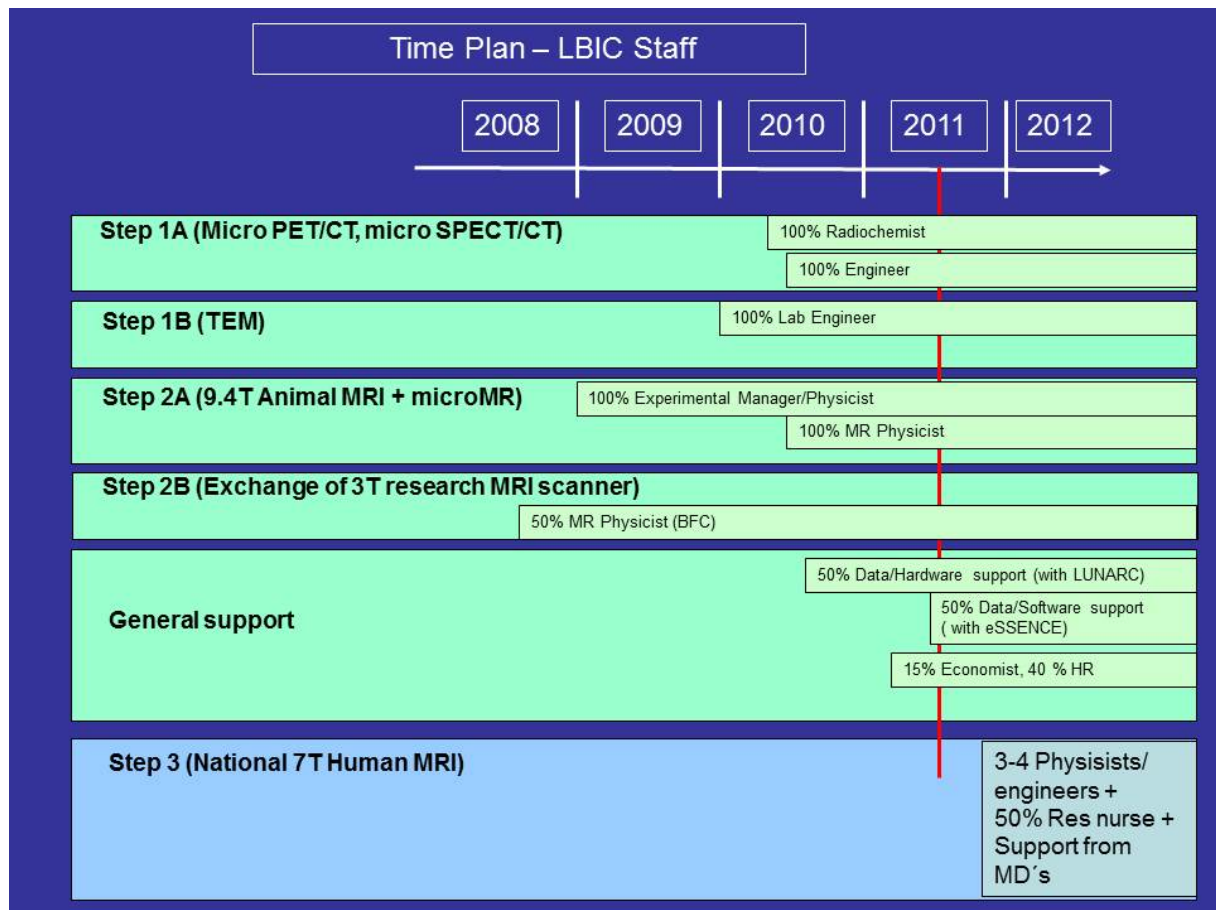 Time Plan – LBIC Staff
2008
2009
2010
2011
2012
Step 1A (Micro PET/CT, micro SPECT/CT)
100% Radiochemist
100% Engineer
Step 1B (TEM)
100% Lab Engineer
Step 2A (9.4T Animal MRI + microMR)
100% Experimental Manager/Physicist
100% MR Physicist
Step 2B (Exchange of 3T research MRI scanner)
50% MR Physicist (BFC)
General support
50% Data/Hardware support (with LUNARC)
50% Data/Software support
( with eSSENCE)
15% Economist, 40 % HR
Step 3 (National 7T Human MRI)
3-4 Physisists/
engineers +
50% Res nurse +
Support from
MD´s